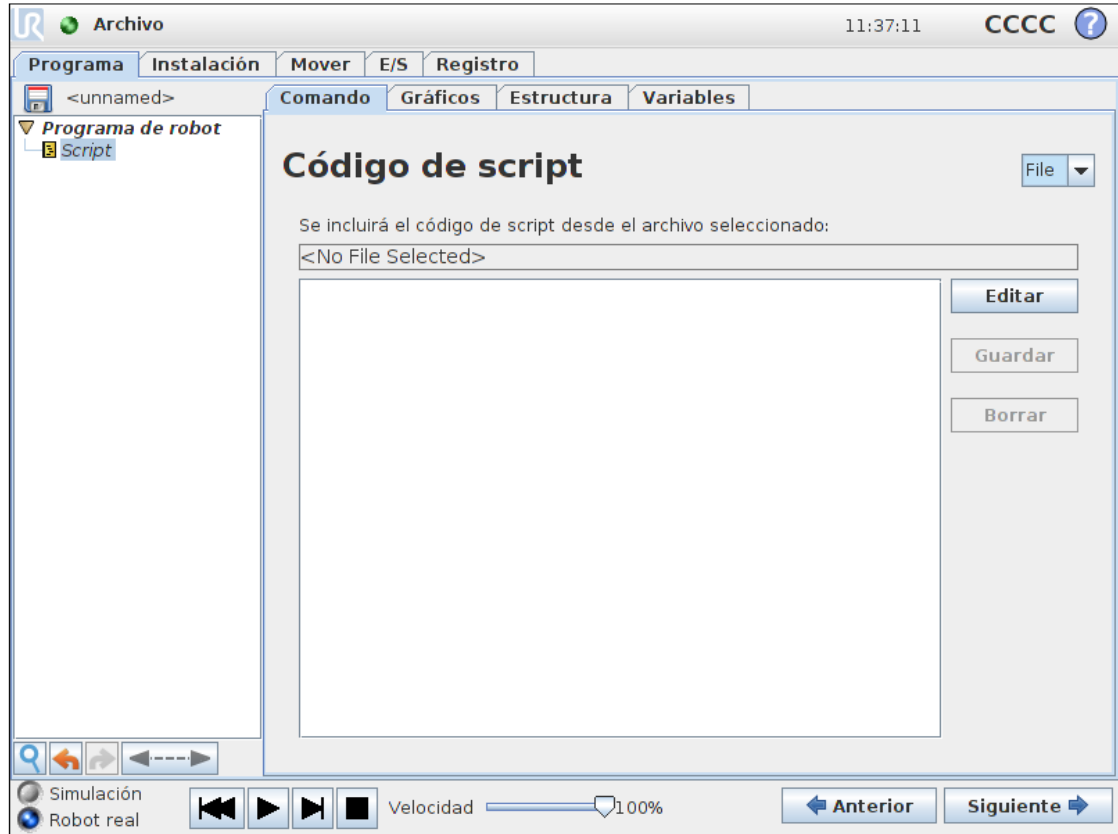 UR Archivo 11:37:11 CCCC ?
Programa Instalación Mover E/S Registro
<unnamed> Comando Gráficos Estructura Variables
Programa de robot
Script
Código de script File
Se incluirá el código de script desde el archivo seleccionado:
<No File Selected>
Editar
Guardar
Borrar
Simulación
Robot real
Velocidad 100% Anterior Siguiente